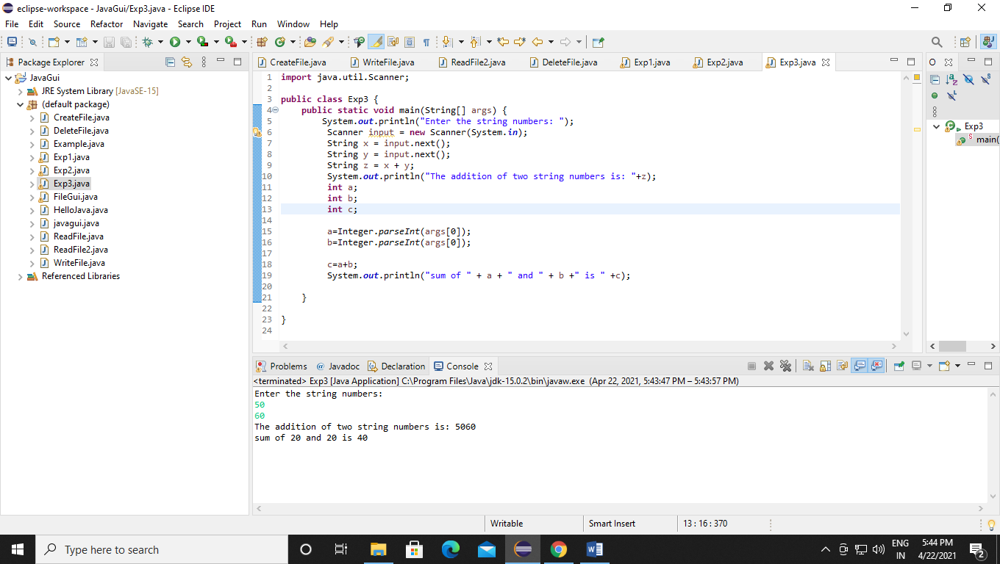 eclipse-workspace - JavaGui/Exp3.java - Eclipse IDE
File Edit Source Refactor Navigate Search Project Run Window Help
Package Explorer
JavaGui
JRE System Library [JavaSE-15]
(default package)
CreateFile.java
DeleteFile.java
Example.java
Exp1.java
Exp2.java
Exp3.java
FileGui.java
HelloJava.java
javagui.java
ReadFile.java
ReadFile2.java
WriteFile.java
Referenced Libraries
CreateFile.java WriteFile.java ReadFile2.java DeleteFile.java Exp1.java Exp2.java Exp3.java
1 import java.util.Scanner;
2
3 public class Exp3 {
4 public static void main(String[] args) {
5 System.out.println("Enter the string numbers: ");
6 Scanner input = new Scanner(System.in);
7 String x = input.next();
8 String y = input.next();
9 String z = x + y;
10 System.out.println("The addition of two string numbers is: "+z);
11 int a;
12 int b;
13 int c;
14
15 a=Integer.parseInt(args[0]);
16 b=Integer.parseInt(args[0]);
17
18 c=a+b;
19 System.out.println("sum of " + a + " and " + b +" is " +c);
20
21 }
22
23 }
24
O
Exp3
main(
Problems @ Javadoc Declaration Console
<terminated> Exp3 [Java Application] C:\Program Files\Java\jdk-15.0.2\bin\javaw.exe (Apr 22, 2021, 5:43:47 PM – 5:43:57 PM)
Enter the string numbers:
50
60
The addition of two string numbers is: 5060
sum of 20 and 20 is 40
Writable Smart Insert 13 : 16 : 370
Type here to search
ENG
IN
5:44 PM
4/22/2021
2